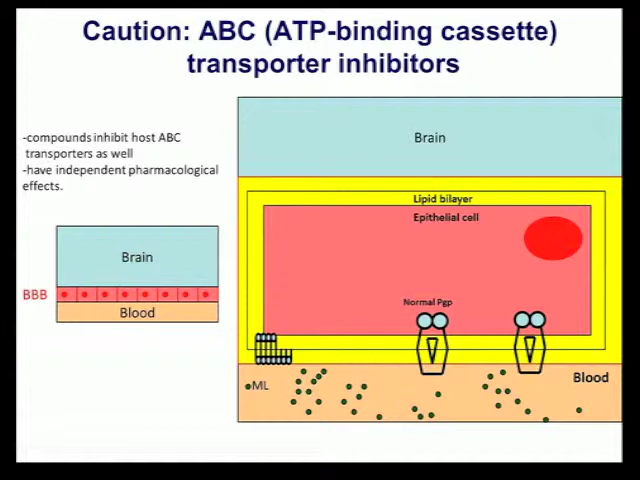 Caution: ABC (ATP-binding cassette)
transporter inhibitors
-compounds inhibit host ABC
transporters as well
-have independent pharmacological
effects.
Brain
BBB
Blood
Brain
Lipid bilayer
Epithelial cell
Normal Pgp
ML
Blood